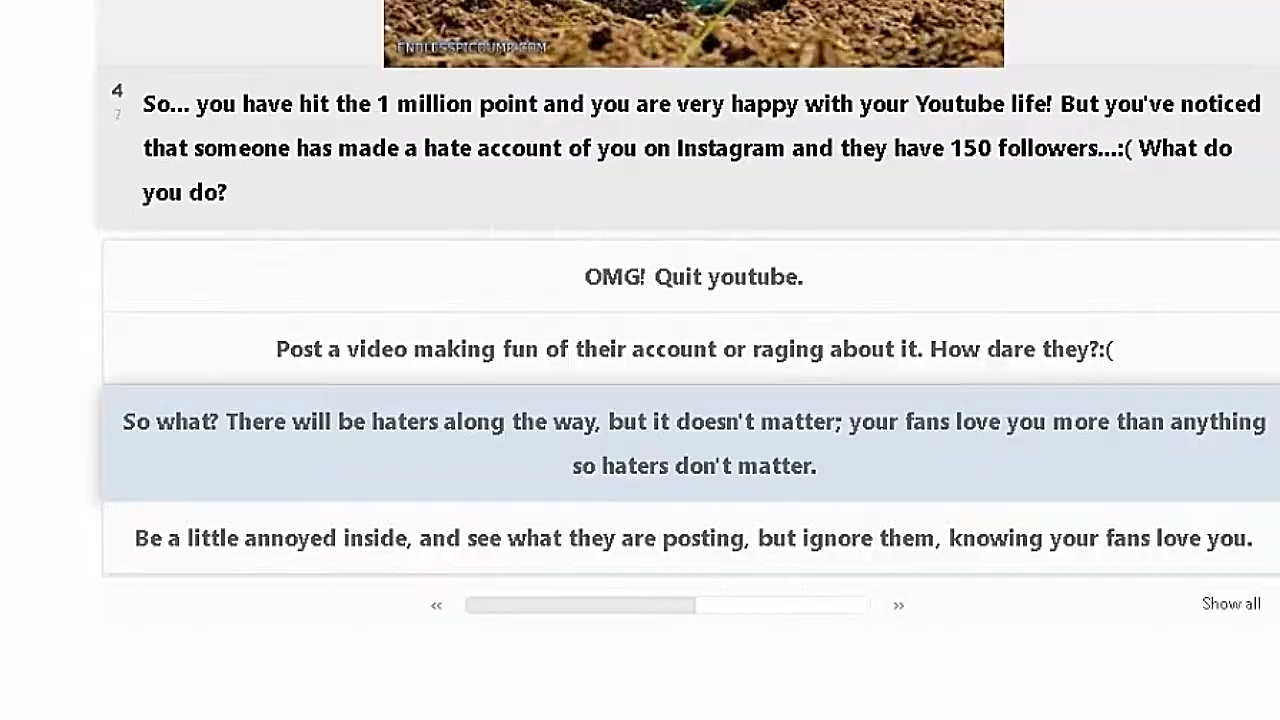 ENDLESSPICDUMP.COM
4
7
So... you have hit the 1 million point and you are very happy with your Youtube life! But you've noticed
that someone has made a hate account of you on Instagram and they have 150 followers...:( What do
you do?
OMG! Quit youtube.
Post a video making fun of their account or raging about it. How dare they?:(
So what? There will be haters along the way, but it doesn't matter; your fans love you more than anything
so haters don't matter.
Be a little annoyed inside, and see what they are posting, but ignore them, knowing your fans love you.
« »
Show all